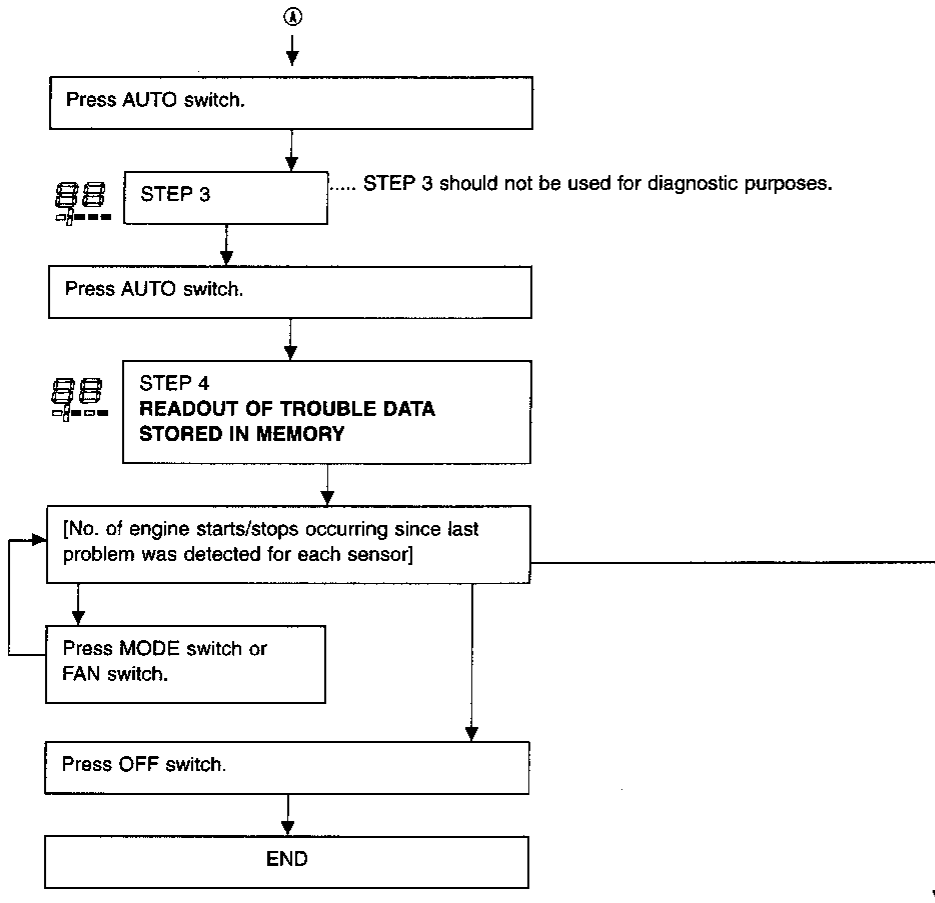 Ⓐ
Press AUTO switch.
88
STEP 3
..... STEP 3 should not be used for diagnostic purposes.
Press AUTO switch.
88
STEP 4
READOUT OF TROUBLE DATA
STORED IN MEMORY
[No. of engine starts/stops occurring since last
problem was detected for each sensor]
Press MODE switch or
FAN switch.
Press OFF switch.
END